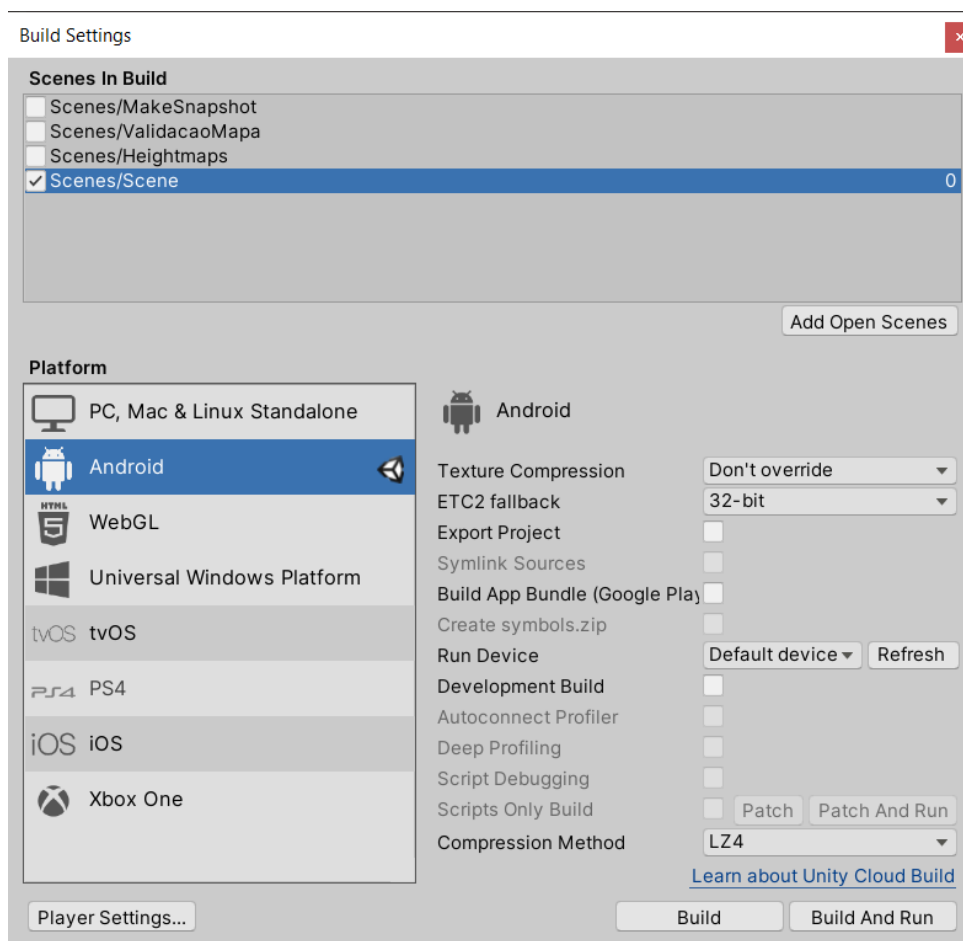 Build Settings
×
Scenes In Build
Scenes/MakeSnapshot
Scenes/ValidacaoMapa
Scenes/Heightmaps
Scenes/Scene 0
Add Open Scenes
Platform
PC, Mac & Linux Standalone
Android
HTML
5
WebGL
Universal Windows Platform
tvOS tvOS
PS4 PS4
iOS iOS
Xbox One
Android
Texture Compression Don't override
ETC2 fallback 32-bit
Export Project
Symlink Sources
Build App Bundle (Google Play
Create symbols.zip
Run Device Default device Refresh
Development Build
Autoconnect Profiler
Deep Profiling
Script Debugging
Scripts Only Build Patch Patch And Run
Compression Method LZ4
Learn about Unity Cloud Build
Player Settings... Build Build And Run